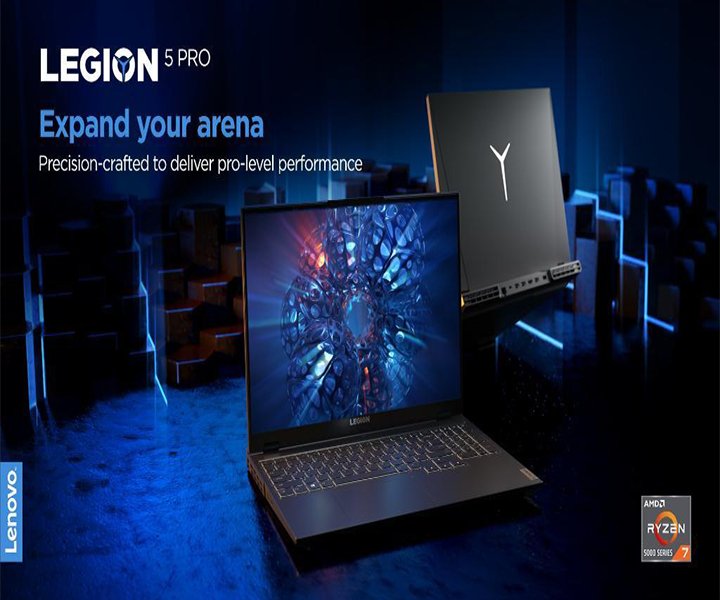 LEGION 5 PRO
Expand your arena
Precision-crafted to deliver pro-level performance
LEGION
Lenovo
AMD
RYZEN
5000 SERIES 7